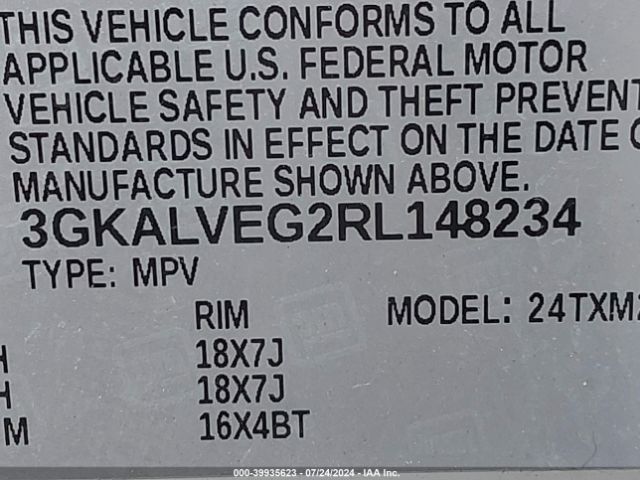 THIS VEHICLE CONFORMS TO ALL
APPLICABLE U.S. FEDERAL MOTOR
VEHICLE SAFETY AND THEFT PREVENT
STANDARDS IN EFFECT ON THE DATE
MANUFACTURE SHOWN ABOVE.
3GKALVEG2RL148234
TYPE: MPV
RIM MODEL: 24TXM
18X7J
18X7J
M 16X4BT
000-39935623 - 07/24/2024 - IAA Inc.